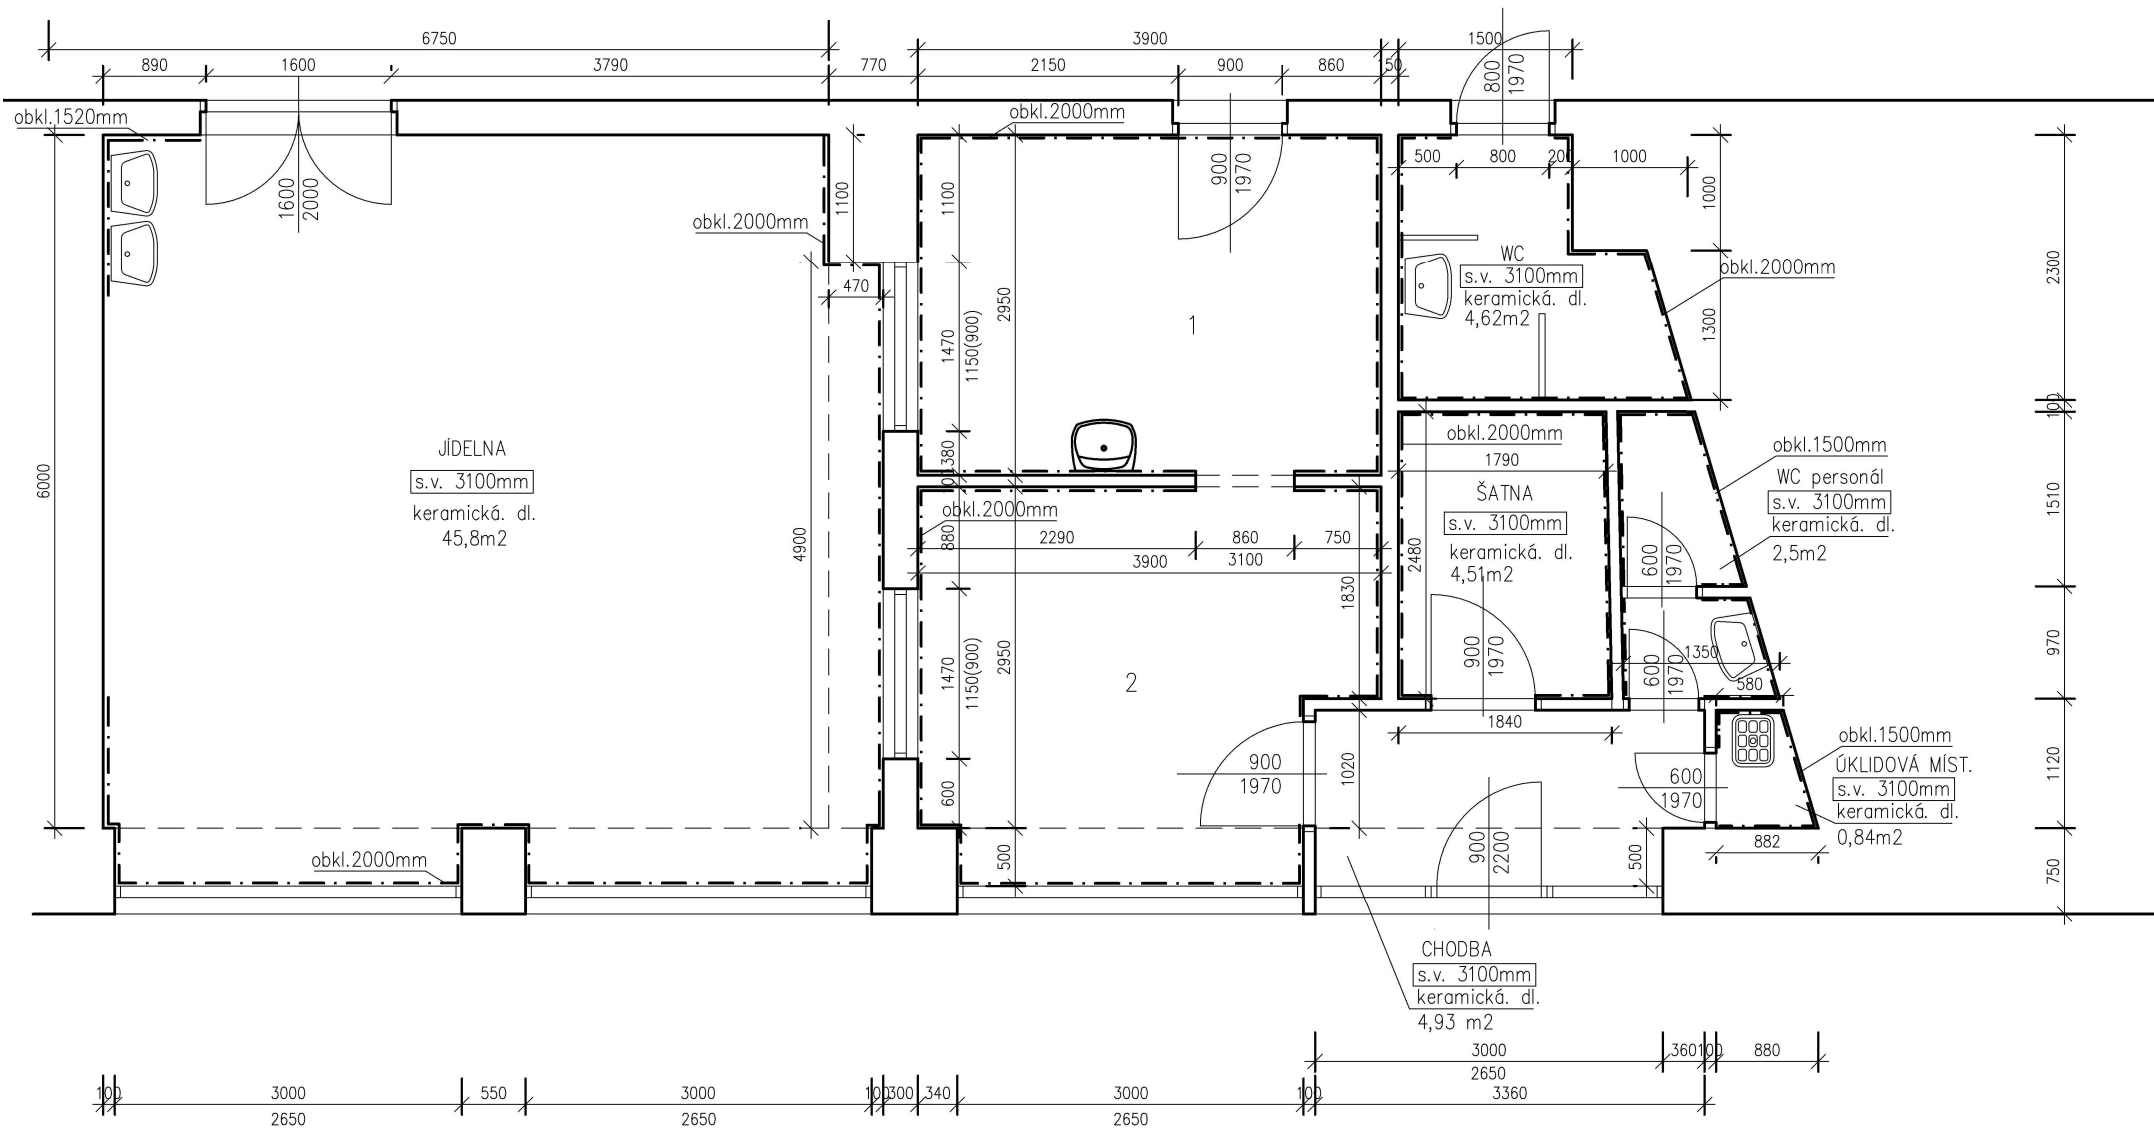 6750
3900
1500
890
1600
3790
770
2150
900
860
150
800
1970
obkl.1520mm
1600
2000
1100
obkl.2000mm
470
obkl.2000mm
900
1970
1100
2950
1470
1150(900)
380
1
500
800
200
1000
1000
2300
WC
s.v. 3100mm
keramická. dl.
4,62m2
obkl.2000mm
1300
100
6000
JÍDELNA
s.v. 3100mm
keramická. dl.
45,8m2
4900
obkl.2000mm
880
2290
860
750
3100
3900
1830
2480
obkl.2000mm
1790
ŠATNA
s.v. 3100mm
keramická. dl.
4,51m2
obkl.1500mm
WC personál
s.v. 3100mm
keramická. dl.
2,5m2
1510
600
1970
2950
1470
1150(900)
2
900
1970
600
1970
1350
580
970
1840
600
900
1970
1020
600
1970
obkl.1500mm
ÚKLIDOVÁ MÍST.
s.v. 3100mm
keramická. dl.
0,84m2
1120
882
obkl.2000mm
500
900
2200
500
750
CHODBA
s.v. 3100mm
keramická. dl.
4,93 m2
3000
2650
360
100
880
100
3000
2650
550
3000
2650
100
300
340
3000
2650
100
3360